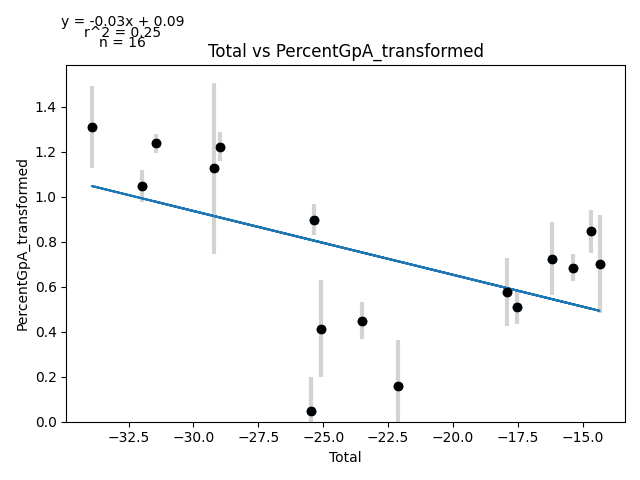 y = -0.03x + 0.09
r^2 = 0.25
n = 16
Total vs PercentGpA_transformed
PercentGpA_transformed
1.4
1.2
1.0
0.8
0.6
0.4
0.2
0.0
−32.5 −30.0 −27.5 −25.0 −22.5 −20.0 −17.5 −15.0
Total